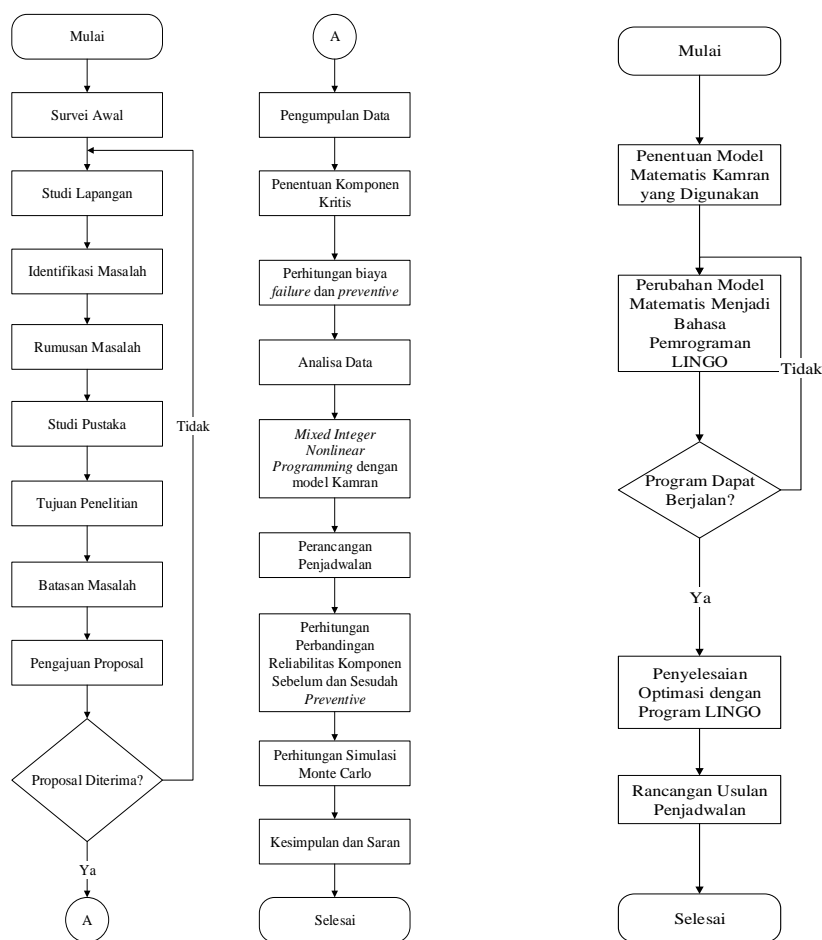 Mulai
Survei Awal
Studi Lapangan
Identifikasi Masalah
Rumusan Masalah
Studi Pustaka
Tidak
Tujuan Penelitian
Batasan Masalah
Pengajuan Proposal
Proposal Diterima?
Ya
A
A
Pengumpulan Data
Penentuan Komponen
Kritis
Perhitungan biaya
failure dan preventive
Analisa Data
Mixed Integer
Nonlinear
Programming dengan
model Kamran
Perancangan
Penjadwalan
Perhitungan
Perbandingan
Reliabilitas Komponen
Sebelum dan Sesudah
Preventive
Perhitungan Simulasi
Monte Carlo
Kesimpulan dan Saran
Selesai
Mulai
Penentuan Model
Matematis Kamran
yang Digunakan
Perubahan Model
Matematis Menjadi
Bahasa
Pemrograman
LINGO
Tidak
Program Dapat
Berjalan?
Ya
Penyelesaian
Optimasi dengan
Program LINGO
Rancangan Usulan
Penjadwalan
Selesai